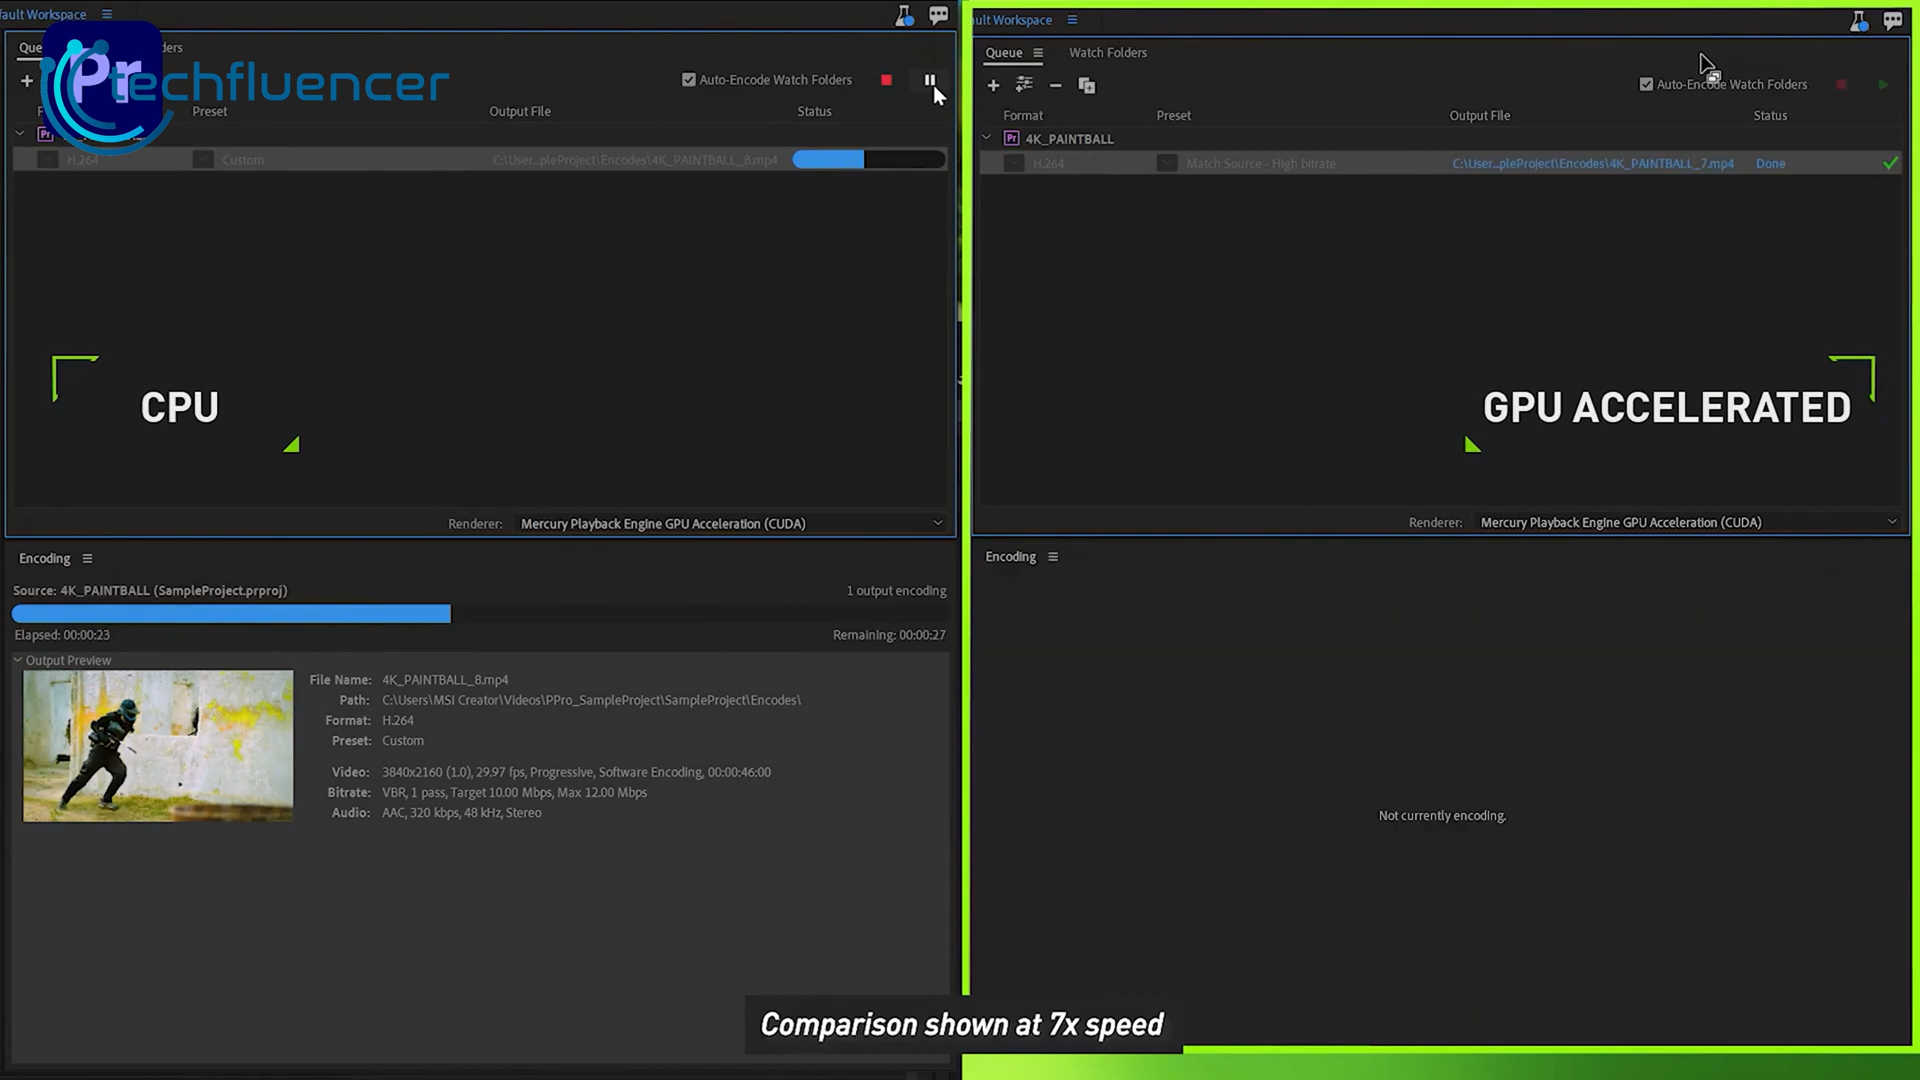 fault Workspace
Queue
ders
Pr
techfluencer
Auto-Encode Watch Folders
Preset
Output File
Status
Pr
H.264
Custom
C:\User...pleProject\Encodes\4K_PAINTBALL_8.mp4
CPU
Renderer: Mercury Playback Engine GPU Acceleration (CUDA)
Encoding
Source: 4K_PAINTBALL (SampleProject.prproj)
1 output encoding
Elapsed: 00:00:23
Remaining: 00:00:27
Output Preview
File Name: 4K_PAINTBALL_8.mp4
Path: C:\Users\MSI Creator\Videos\PPro_SampleProject\SampleProject\Encodes\
Format: H.264
Preset: Custom
Video: 3840x2160 (1.0), 29.97 fps, Progressive, Software Encoding, 00:00:46:00
Bitrate: VBR, 1 pass, Target 10.00 Mbps, Max 12.00 Mbps
Audio: AAC, 320 kbps, 48 kHz, Stereo
ult Workspace
Queue
Watch Folders
Auto-Encode Watch Folders
Format
Preset
Output File
Status
Pr
4K_PAINTBALL
H.264
Match Source - High bitrate
C:\User...pleProject\Encodes\4K_PAINTBALL_7.mp4
Done
GPU ACCELERATED
Renderer: Mercury Playback Engine GPU Acceleration (CUDA)
Encoding
Not currently encoding.
Comparison shown at 7x speed